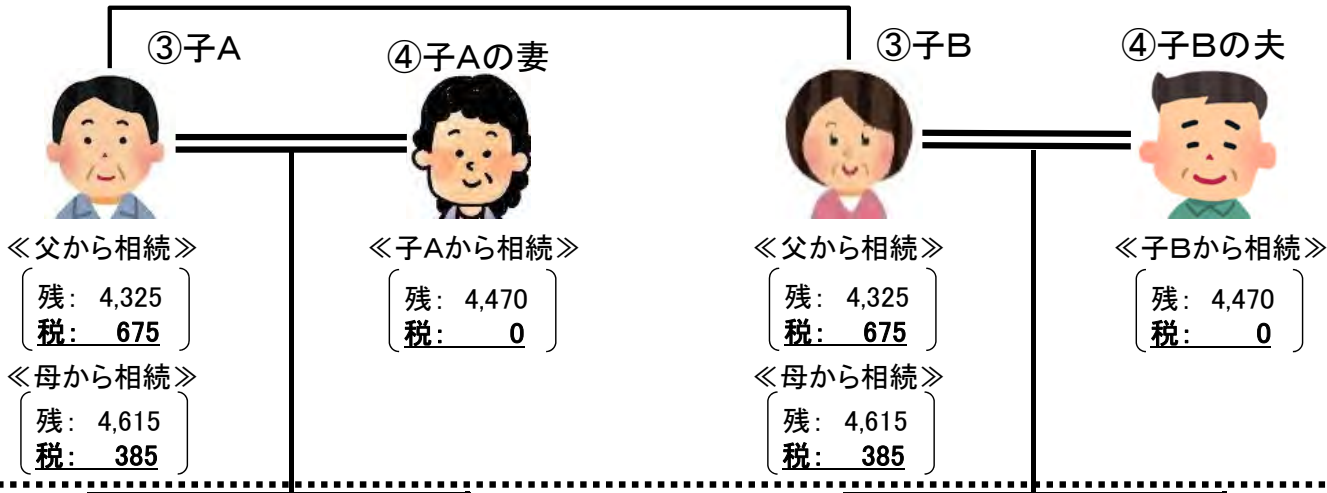 ③子A ④子Aの妻 ③子B ④子Bの夫
≪父から相続≫ ≪子Aから相続≫ ≪父から相続≫ ≪子Bから相続≫
残: 4,325 残: 4,470 残: 4,325 残: 4,470
税: 675 税: 0 税: 675 税: 0
≪母から相続≫ ≪母から相続≫
残: 4,615 残: 4,615
税: 385 税: 385